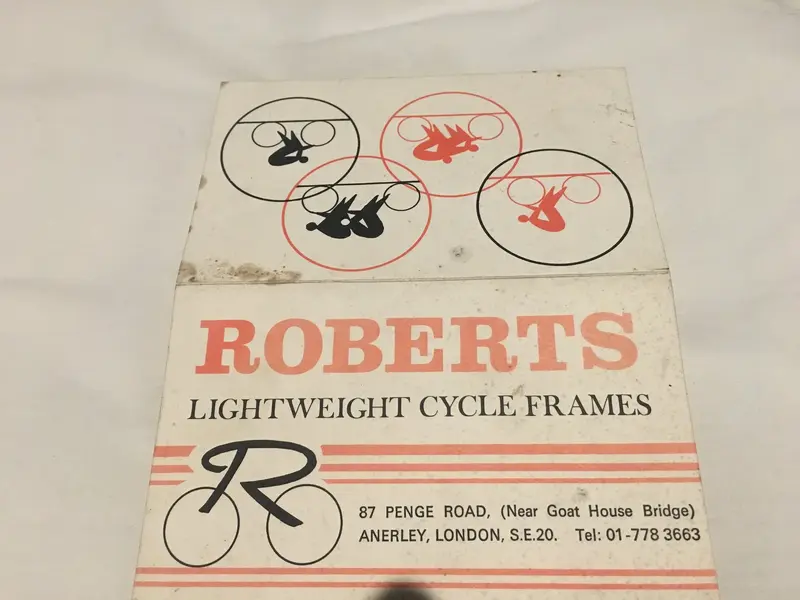 ROBERTS
LIGHTWEIGHT CYCLE FRAMES
R
87 PENGE ROAD, (Near Goat House Bridge)
ANERLEY, LONDON, S.E.20. Tel: 01-778 3663